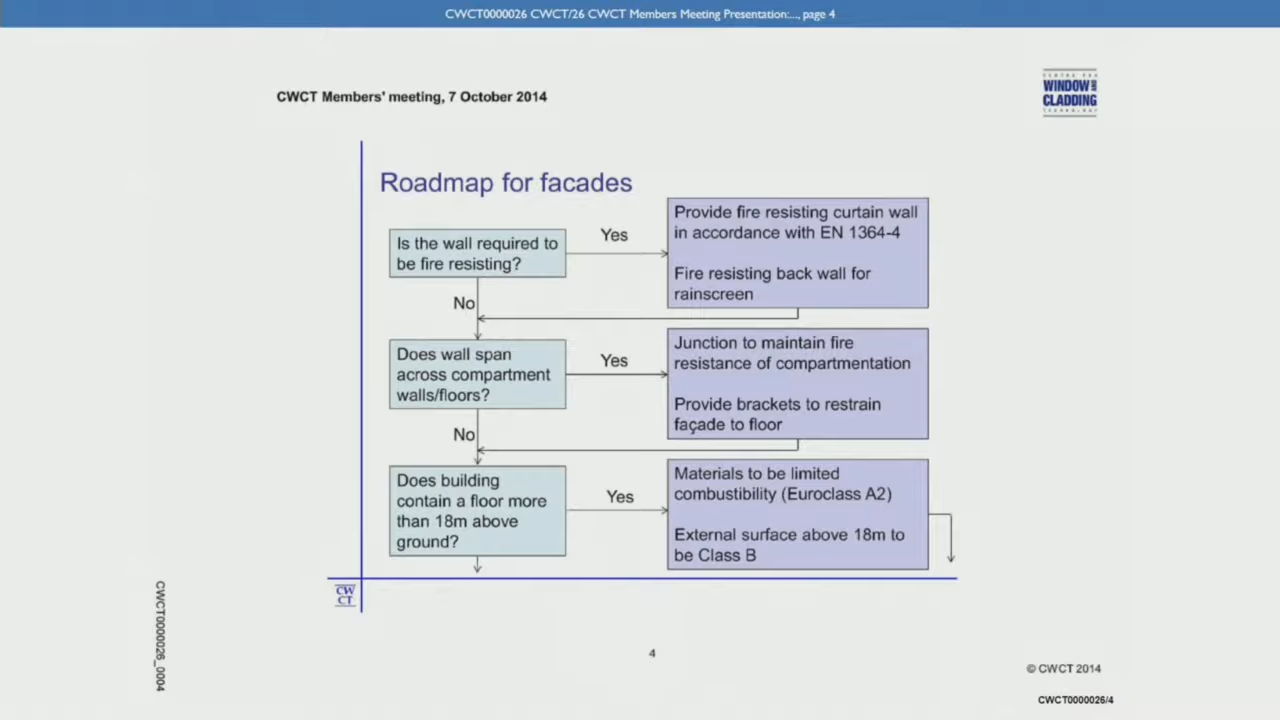 CWCT0000026 CWCT/26 CWCT Members Meeting Presentation:..., page 4
CWCT Members' meeting, 7 October 2014
CENTRE FOR
WINDOW AND
CLADDING
TECHNOLOGY
Roadmap for facades
Is the wall required to
be fire resisting?
Yes
Provide fire resisting curtain wall
in accordance with EN 1364-4
Fire resisting back wall for
rainscreen
No
Does wall span
across compartment
walls/floors?
Yes
Junction to maintain fire
resistance of compartmentation
Provide brackets to restrain
façade to floor
No
Does building
contain a floor more
than 18m above
ground?
Yes
Materials to be limited
combustibility (Euroclass A2)
External surface above 18m to
be Class B
CW
CT
CWCT0000026_0004
4
© CWCT 2014
CWCT0000026/4